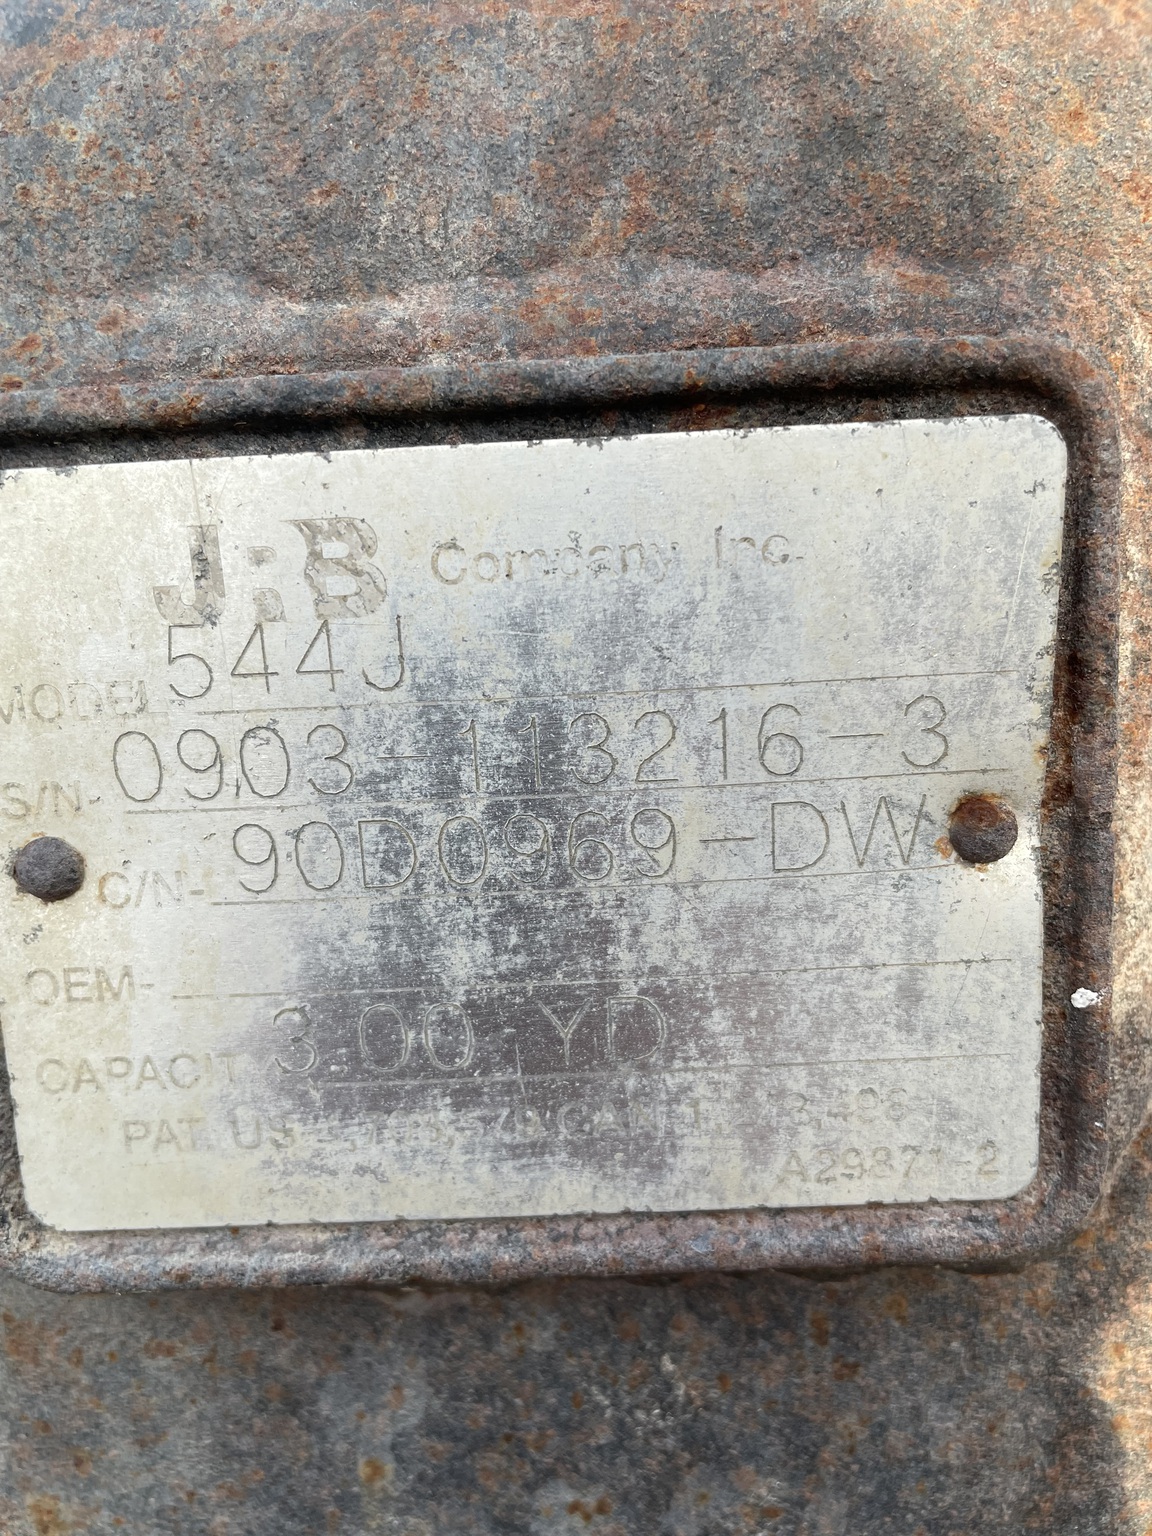 JRB Company Inc.
MODEL 544J
S/N- 0903-113216-3
C/N- 90D0969-DW
OEM-
CAPACIT 3.00 YD
PAT. US CAN
A29871-2